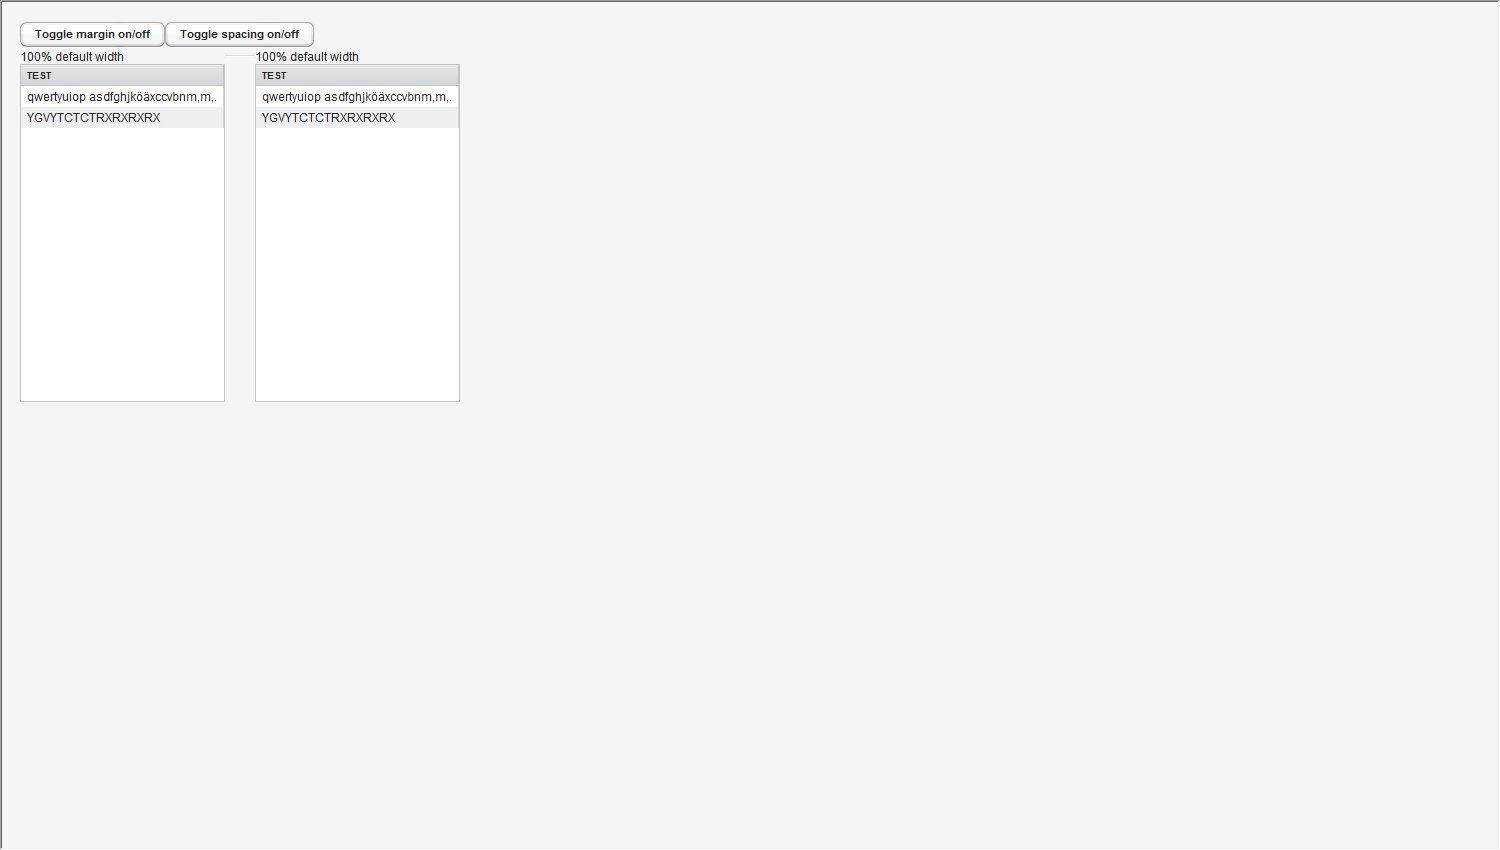 Toggle margin on/off Toggle spacing on/off
100% default width 100% default width
TEST TEST
qwertyuiop asdfghjköäxccvbnm,m,. qwertyuiop asdfghjköäxccvbnm,m,.
YGVYTCTCTRXRXRXRX YGVYTCTCTRXRXRXRX